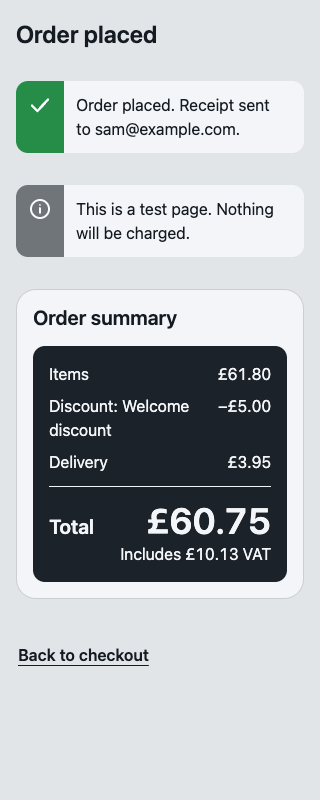 Order placed
Order placed. Receipt sent
to sam@example.com.
This is a test page. Nothing
will be charged.
Order summary
Items £61.80
Discount: Welcome −£5.00
discount
Delivery £3.95
Total £60.75
Includes £10.13 VAT
Back to checkout